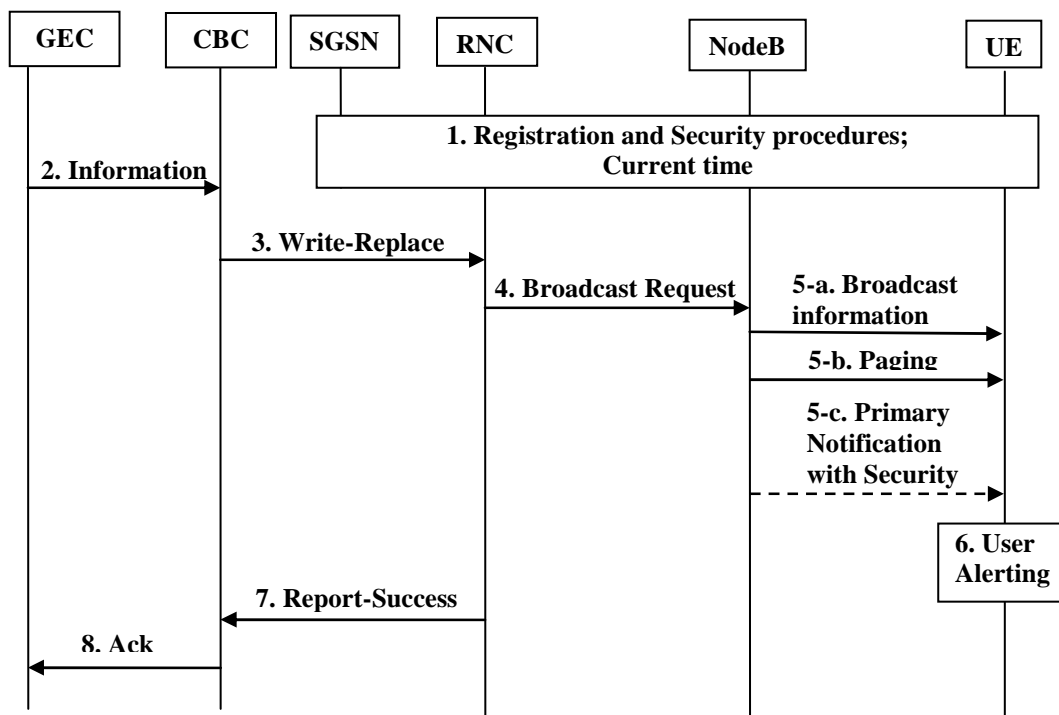 GEC
CBC
SGSN
RNC
NodeB
UE
1. Registration and Security procedures;
Current time
2. Information
3. Write-Replace
4. Broadcast Request
5-a. Broadcast
information
5-b. Paging
5-c. Primary
Notification
with Security
6. User
Alerting
7. Report-Success
8. Ack